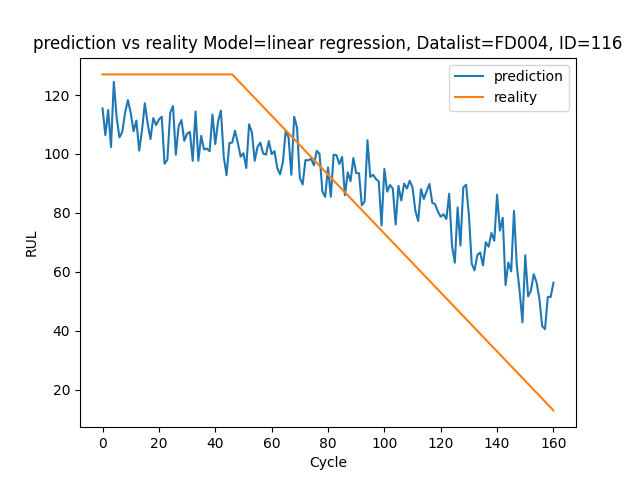 prediction vs reality Model=linear regression, Datalist=FD004, ID=116
prediction
reality
RUL
120
100
80
60
40
20
0 20 40 60 80 100 120 140 160
Cycle